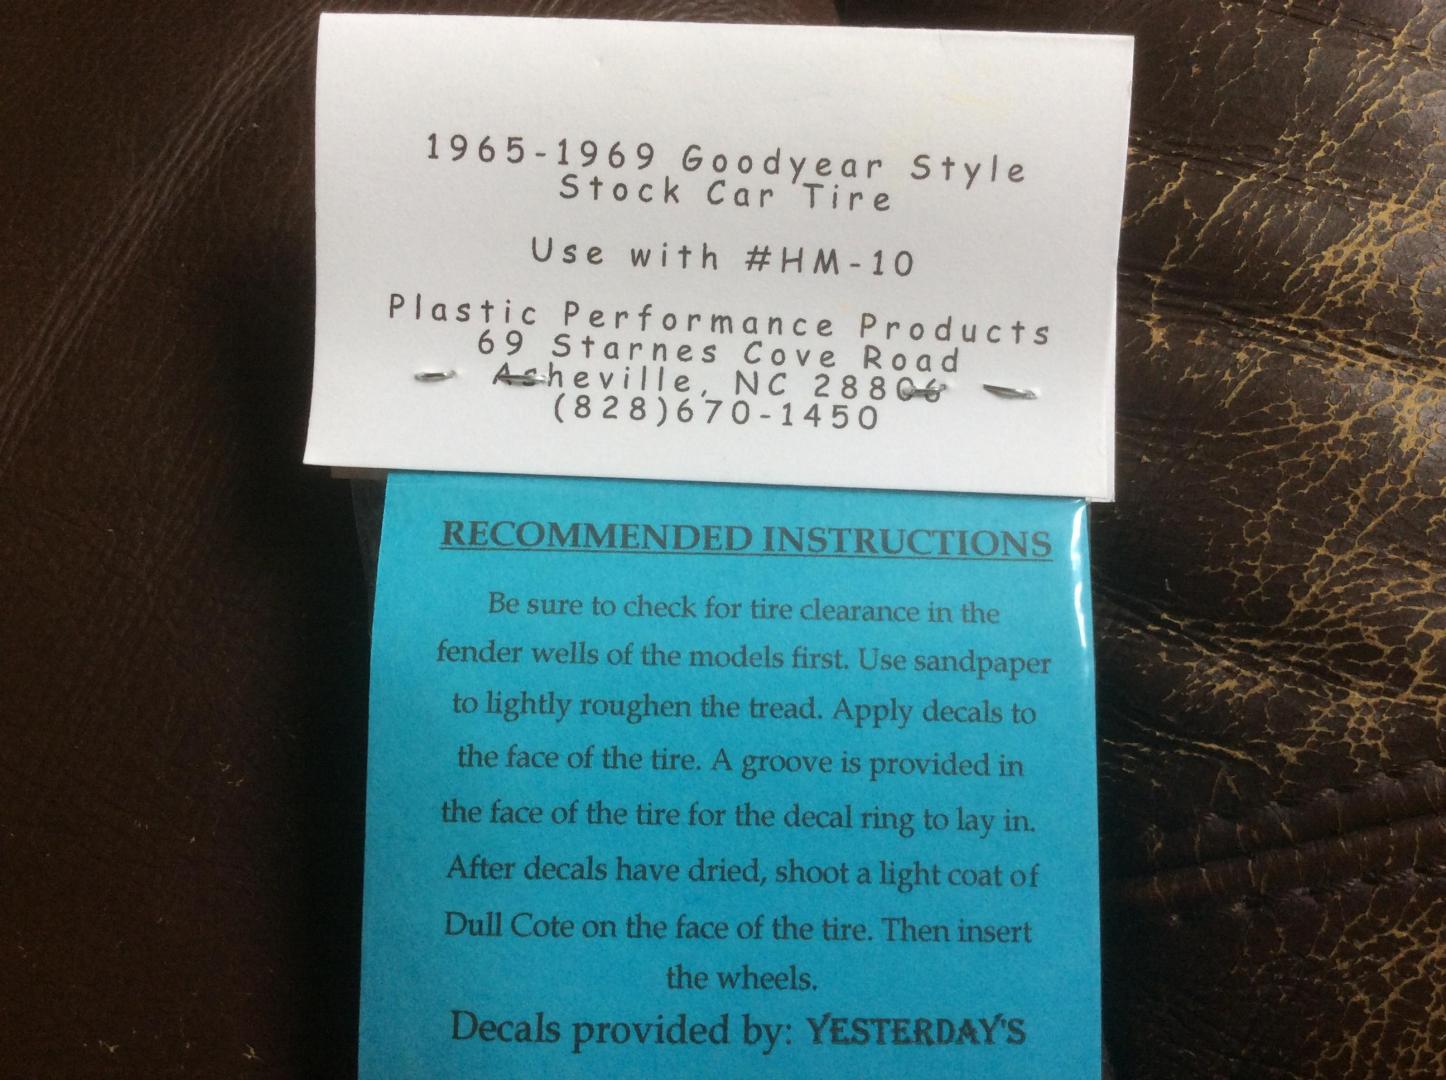 1965-1969 Goodyear Style
Stock Car Tire
Use with #HM-10
Plastic Performance Products
69 Starnes Cove Road
Asheville, NC 28806
(828)670-1450
RECOMMENDED INSTRUCTIONS
Be sure to check for tire clearance in the
fender wells of the models first. Use sandpaper
to lightly roughen the tread. Apply decals to
the face of the tire. A groove is provided in
the face of the tire for the decal ring to lay in.
After decals have dried, shoot a light coat of
Dull Cote on the face of the tire. Then insert
the wheels.
Decals provided by: YESTERDAY'S